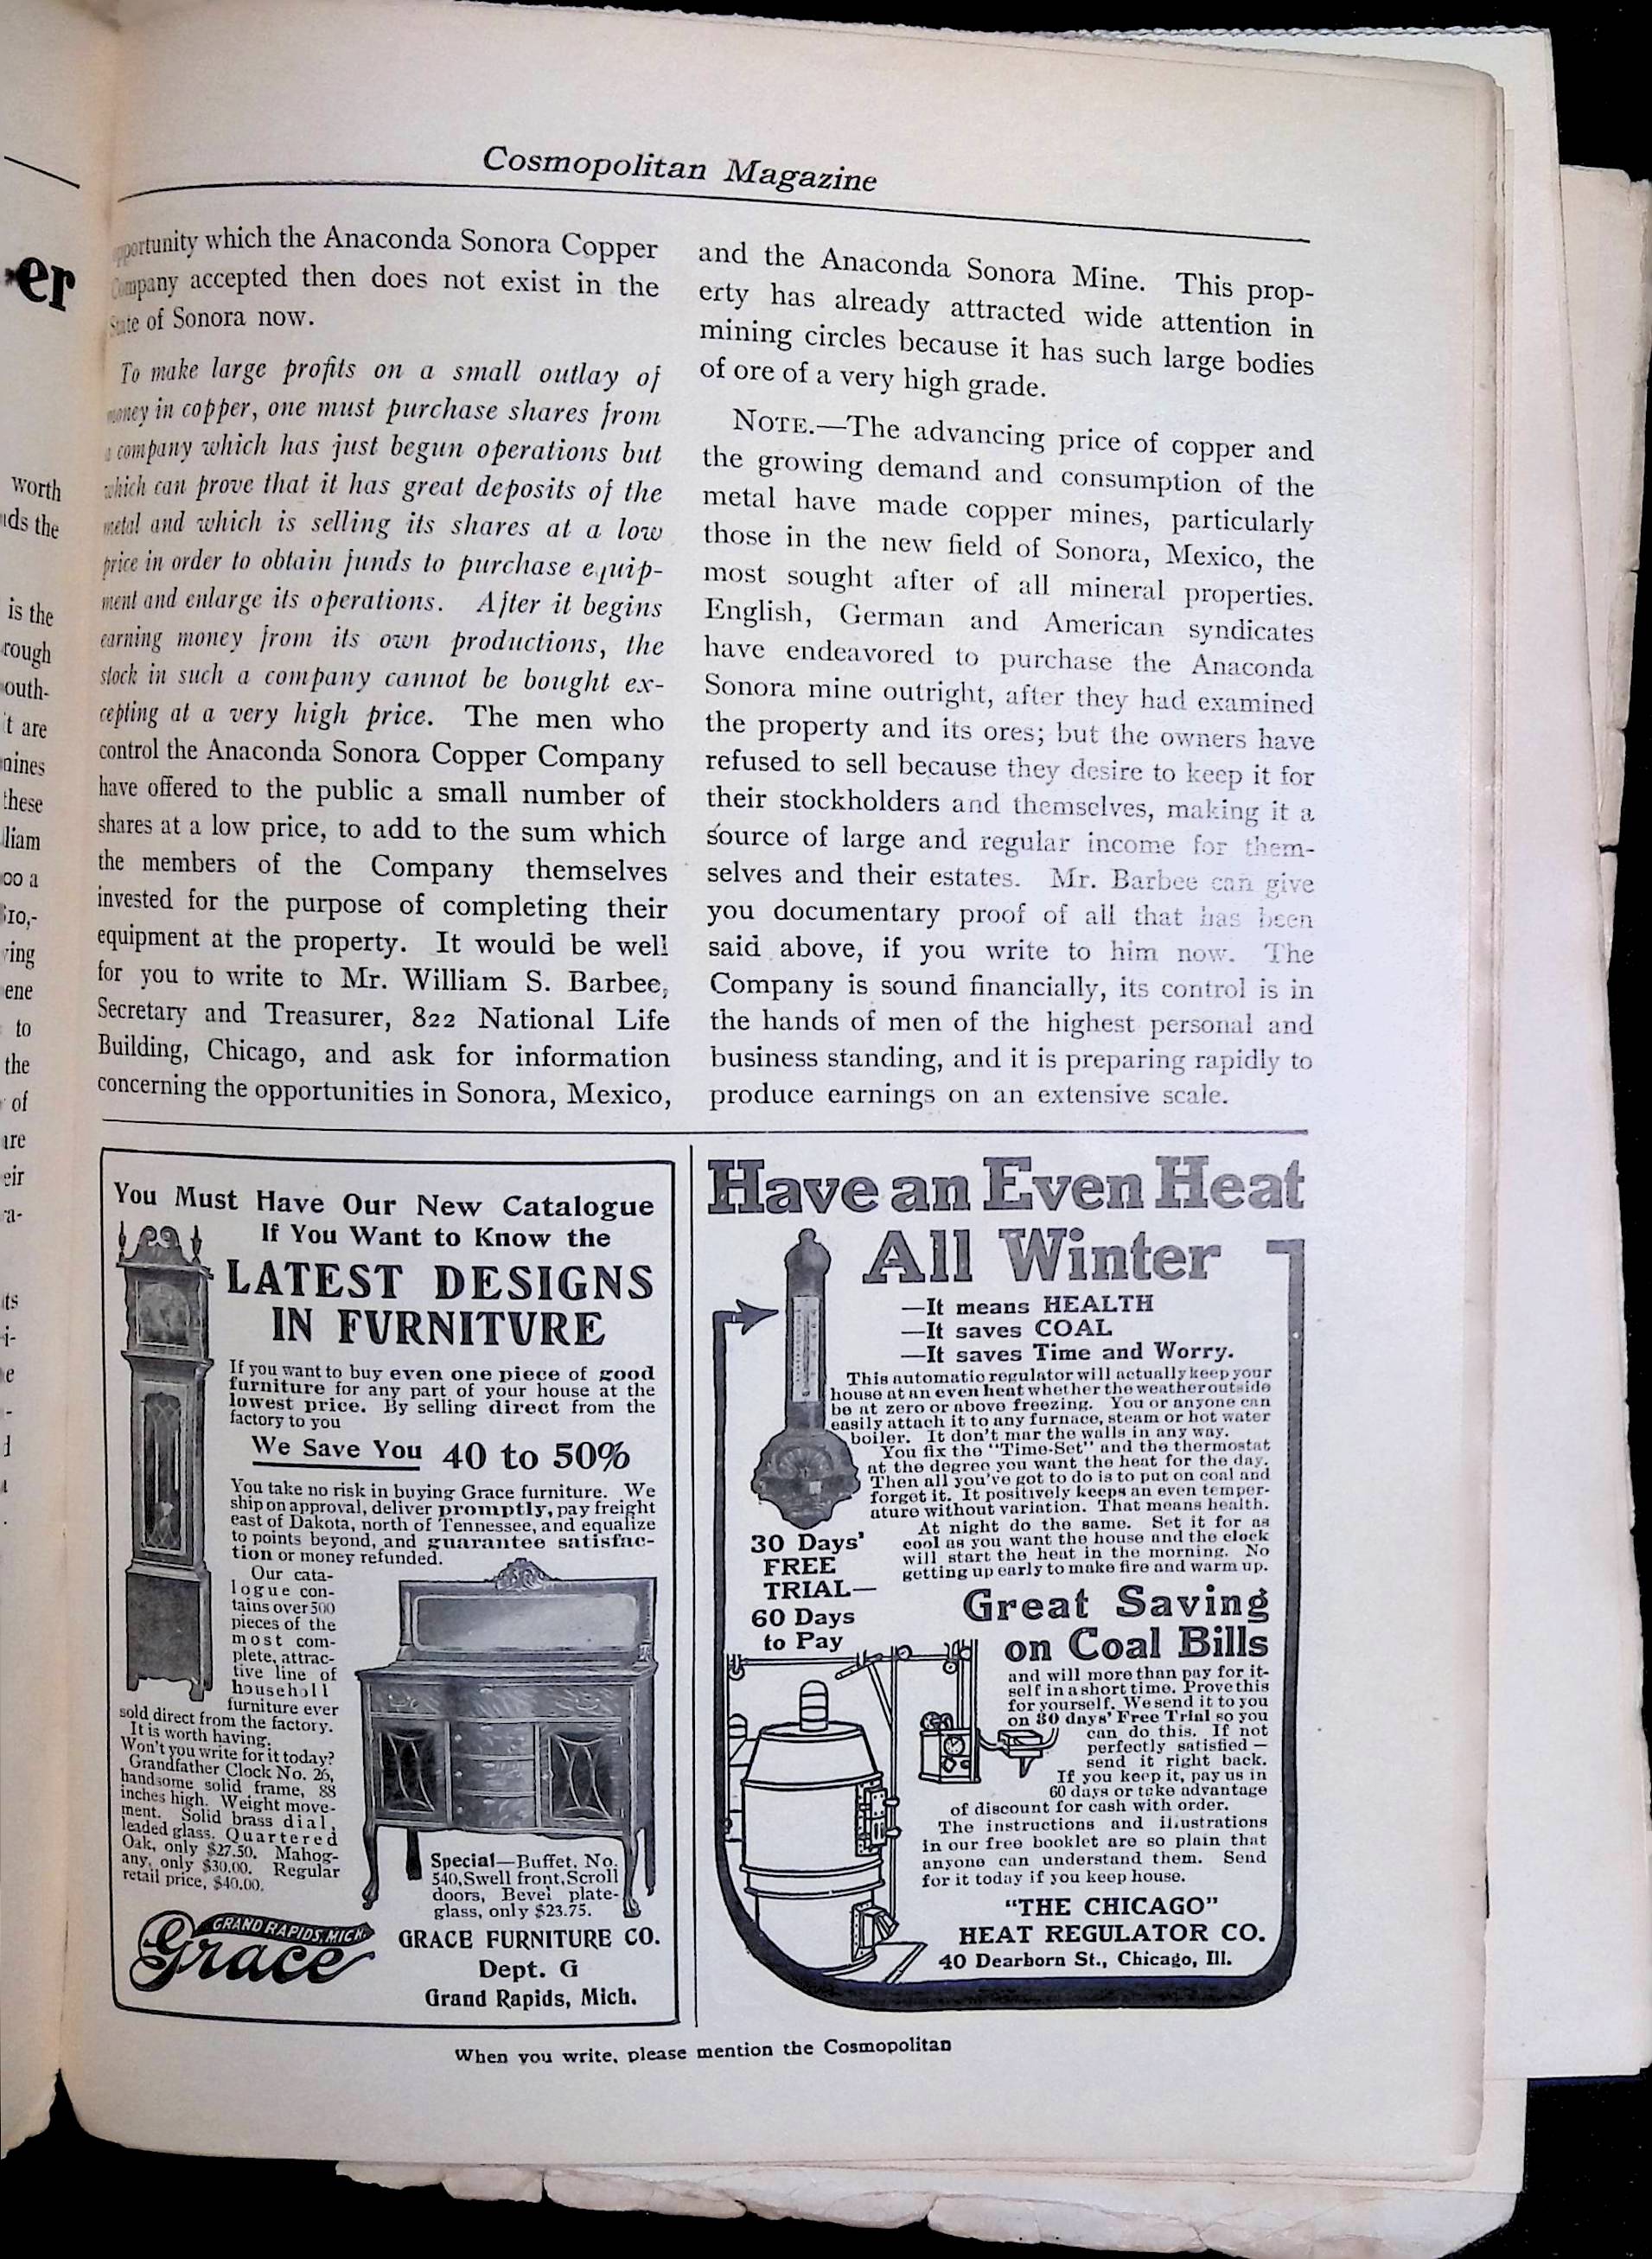 er
worth
nds the
is the
rough
outh-
't are
mines
these
lliam
00 a
$10,-
ving
ene
to
the
of
are
eir
ra-
its
i-
e
-
d
Cosmopolitan Magazine
opportunity which the Anaconda Sonora Copper
Company accepted then does not exist in the
State of Sonora now.
To make large profits on a small outlay of
money in copper, one must purchase shares from
a company which has just begun operations but
which can prove that it has great deposits of the
metal and which is selling its shares at a low
price in order to obtain funds to purchase equip-
ment and enlarge its operations. After it begins
earning money from its own productions, the
stock in such a company cannot be bought ex-
cepting at a very high price. The men who
control the Anaconda Sonora Copper Company
have offered to the public a small number of
shares at a low price, to add to the sum which
the members of the Company themselves
invested for the purpose of completing their
equipment at the property. It would be well
for you to write to Mr. William S. Barbee,
Secretary and Treasurer, 822 National Life
Building, Chicago, and ask for information
concerning the opportunities in Sonora, Mexico,
and the Anaconda Sonora Mine. This prop-
erty has already attracted wide attention in
mining circles because it has such large bodies
of ore of a very high grade.
NOTE.—The advancing price of copper and
the growing demand and consumption of the
metal have made copper mines, particularly
those in the new field of Sonora, Mexico, the
most sought after of all mineral properties.
English, German and American syndicates
have endeavored to purchase the Anaconda
Sonora mine outright, after they had examined
the property and its ores; but the owners have
refused to sell because they desire to keep it for
their stockholders and themselves, making it a
source of large and regular income for them-
selves and their estates. Mr. Barbee can give
you documentary proof of all that has been
said above, if you write to him now. The
Company is sound financially, its control is in
the hands of men of the highest personal and
business standing, and it is preparing rapidly to
produce earnings on an extensive scale.
You Must Have Our New Catalogue
If You Want to Know the
LATEST DESIGNS
IN FURNITURE
If you want to buy even one piece of good
furniture for any part of your house at the
lowest price. By selling direct from the
factory to you
We Save You 40 to 50%
You take no risk in buying Grace furniture. We
ship on approval, deliver promptly, pay freight
east of Dakota, north of Tennessee, and equalize
to points beyond, and guarantee satisfac-
tion or money refunded.
Our cata-
logue con-
tains over 500
pieces of the
most com-
plete, attrac-
tive line of
household
furniture ever
sold direct from the factory.
It is worth having.
Won't you write for it today?
Grandfather Clock No. 26,
handsome solid frame, 88
inches high. Weight move-
ment. Solid brass dial,
leaded glass. Quartered
Oak, only $27.50. Mahog-
any, only $30.00. Regular
retail price, $40.00.
Special—Buffet, No.
540, Swell front, Scroll
doors, Bevel plate-
glass, only $23.75.
GRAND RAPIDS MICH.
Grace
GRACE FURNITURE CO.
Dept. G
Grand Rapids, Mich.
Have an Even Heat
All Winter
—It means HEALTH
—It saves COAL
—It saves Time and Worry.
This automatic regulator will actually keep your
house at an even heat whether the weather outside
be at zero or above freezing. You or anyone can
easily attach it to any furnace, steam or hot water
boiler. It don't mar the walls in any way.
You fix the "Time-Set" and the thermostat
at the degree you want the heat for the day.
Then all you've got to do is to put on coal and
forget it. It positively keeps an even temper-
ature without variation. That means health.
At night do the same. Set it for as
cool as you want the house and the clock
will start the heat in the morning. No
getting up early to make fire and warm up.
30 Days'
FREE
TRIAL—
60 Days
to Pay
Great Saving
on Coal Bills
and will more than pay for it-
self in a short time. Prove this
for yourself. We send it to you
on 30 days' Free Trial so you
can do this. If not
perfectly satisfied —
send it right back.
If you keep it, pay us in
60 days or take advantage
of discount for cash with order.
The instructions and illustrations
in our free booklet are so plain that
anyone can understand them. Send
for it today if you keep house.
"THE CHICAGO"
HEAT REGULATOR CO.
40 Dearborn St., Chicago, Ill.
When you write, please mention the Cosmopolitan